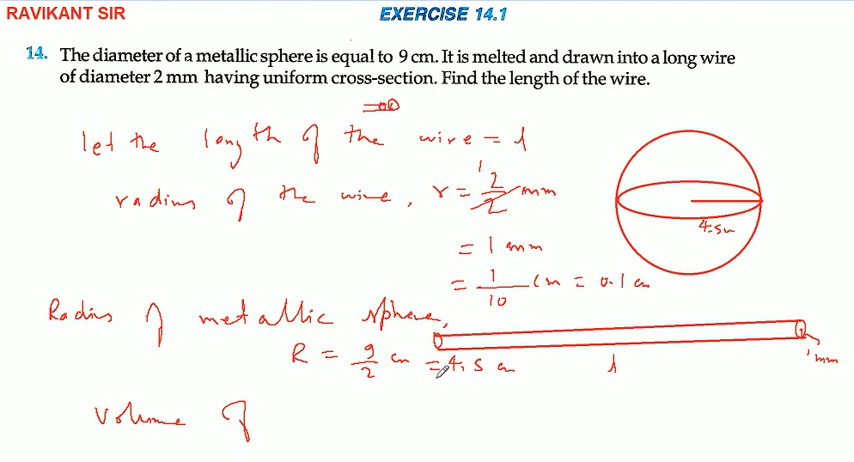 RAVIKANT SIR
EXERCISE 14.1
14. The diameter of a metallic sphere is equal to 9 cm. It is melted and drawn into a long wire
of diameter 2 mm having uniform cross-section. Find the length of the wire.
let the length of the wire = l
radius of the wire, r = 2/2 mm
1
4.5
= 1 mm
= 1/10 cm = 0.1 cm
Radius of metallic sphere,
R = 9/2 cm = 4.5 cm
l
1 mm
Volume of